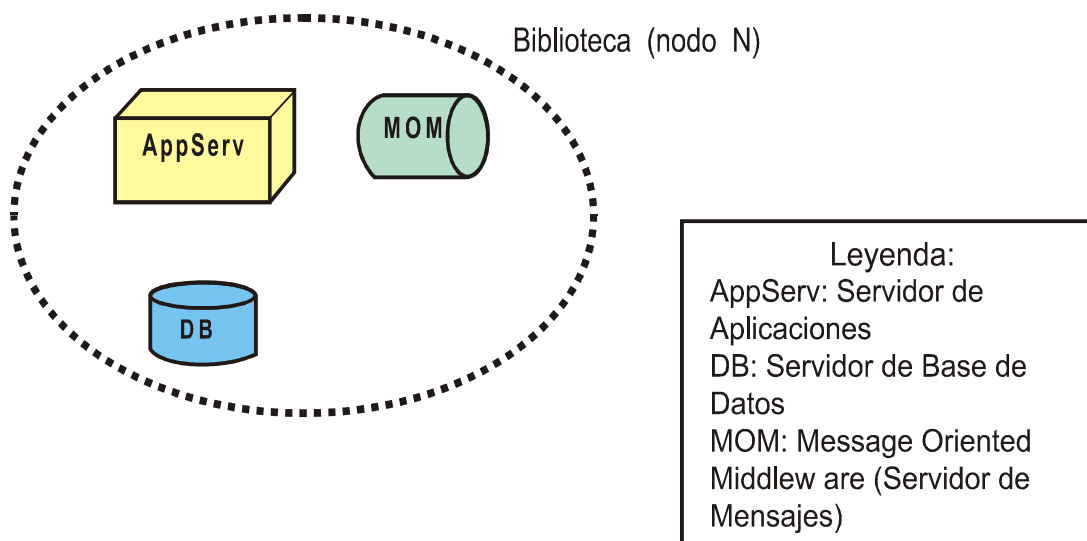 Biblioteca (nodo N)
AppServ
MOM
DB
Leyenda:
AppServ: Servidor de
Aplicaciones
DB: Servidor de Base de
Datos
MOM: Message Oriented
Middlew are (Servidor de
Mensajes)